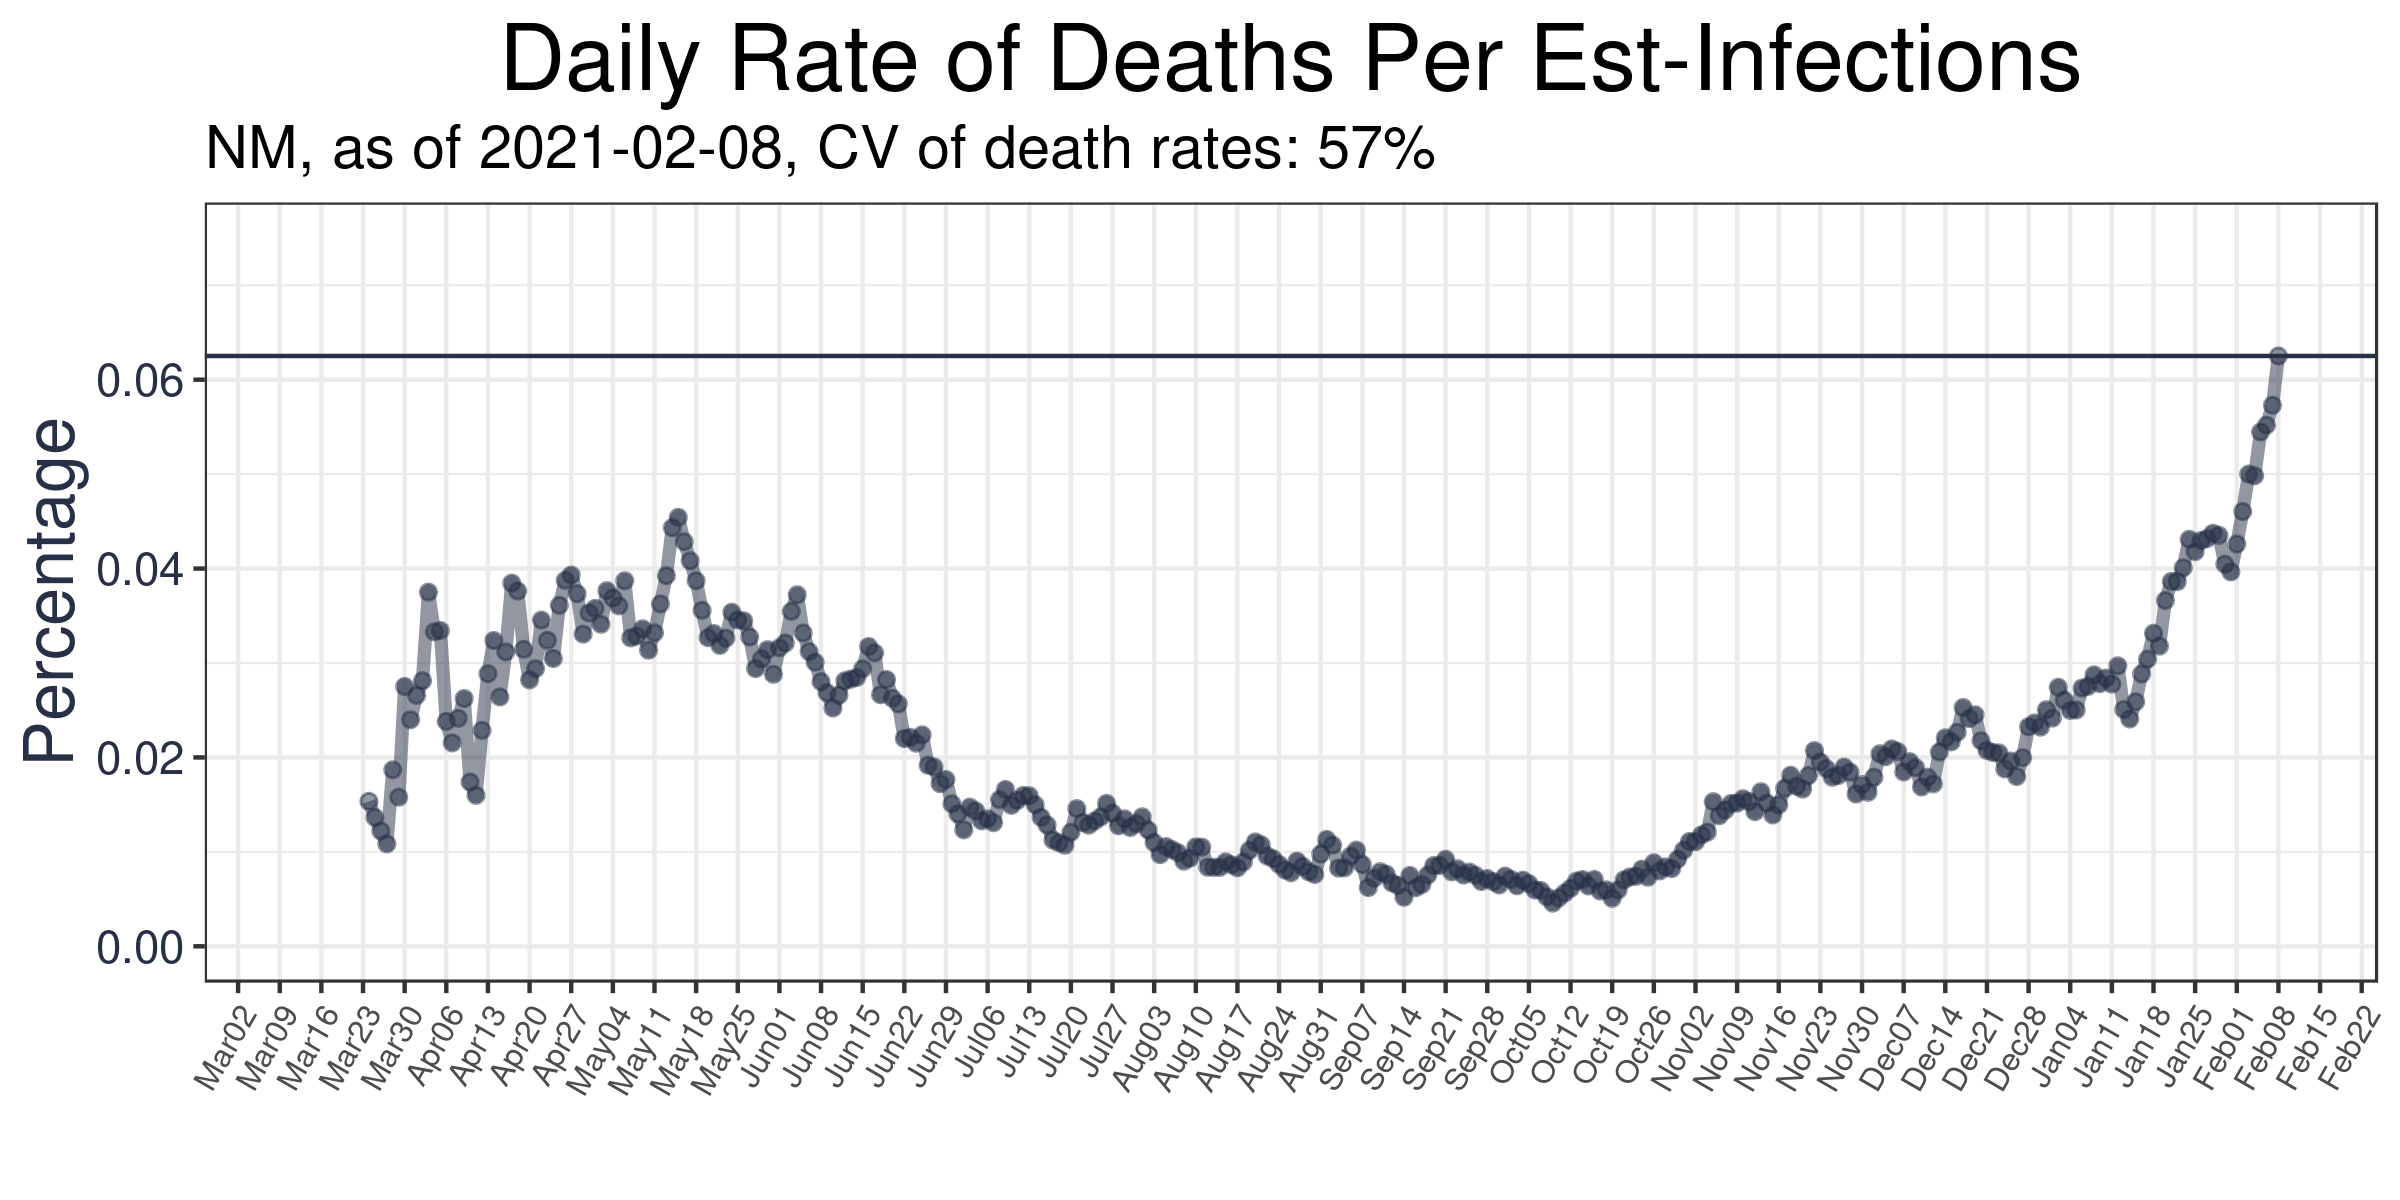 Daily Rate of Deaths Per Est-Infections
NM, as of 2021-02-08, CV of death rates: 57%
Percentage
0.06
0.04
0.02
0.00
Mar02
Mar09
Mar16
Mar23
Mar30
Apr06
Apr13
Apr20
Apr27
May04
May11
May18
May25
Jun01
Jun08
Jun15
Jun22
Jun29
Jul06
Jul13
Jul20
Jul27
Aug03
Aug10
Aug17
Aug24
Aug31
Sep07
Sep14
Sep21
Sep28
Oct05
Oct12
Oct19
Oct26
Nov02
Nov09
Nov16
Nov23
Nov30
Dec07
Dec14
Dec21
Dec28
Jan04
Jan11
Jan18
Jan25
Feb01
Feb08
Feb15
Feb22